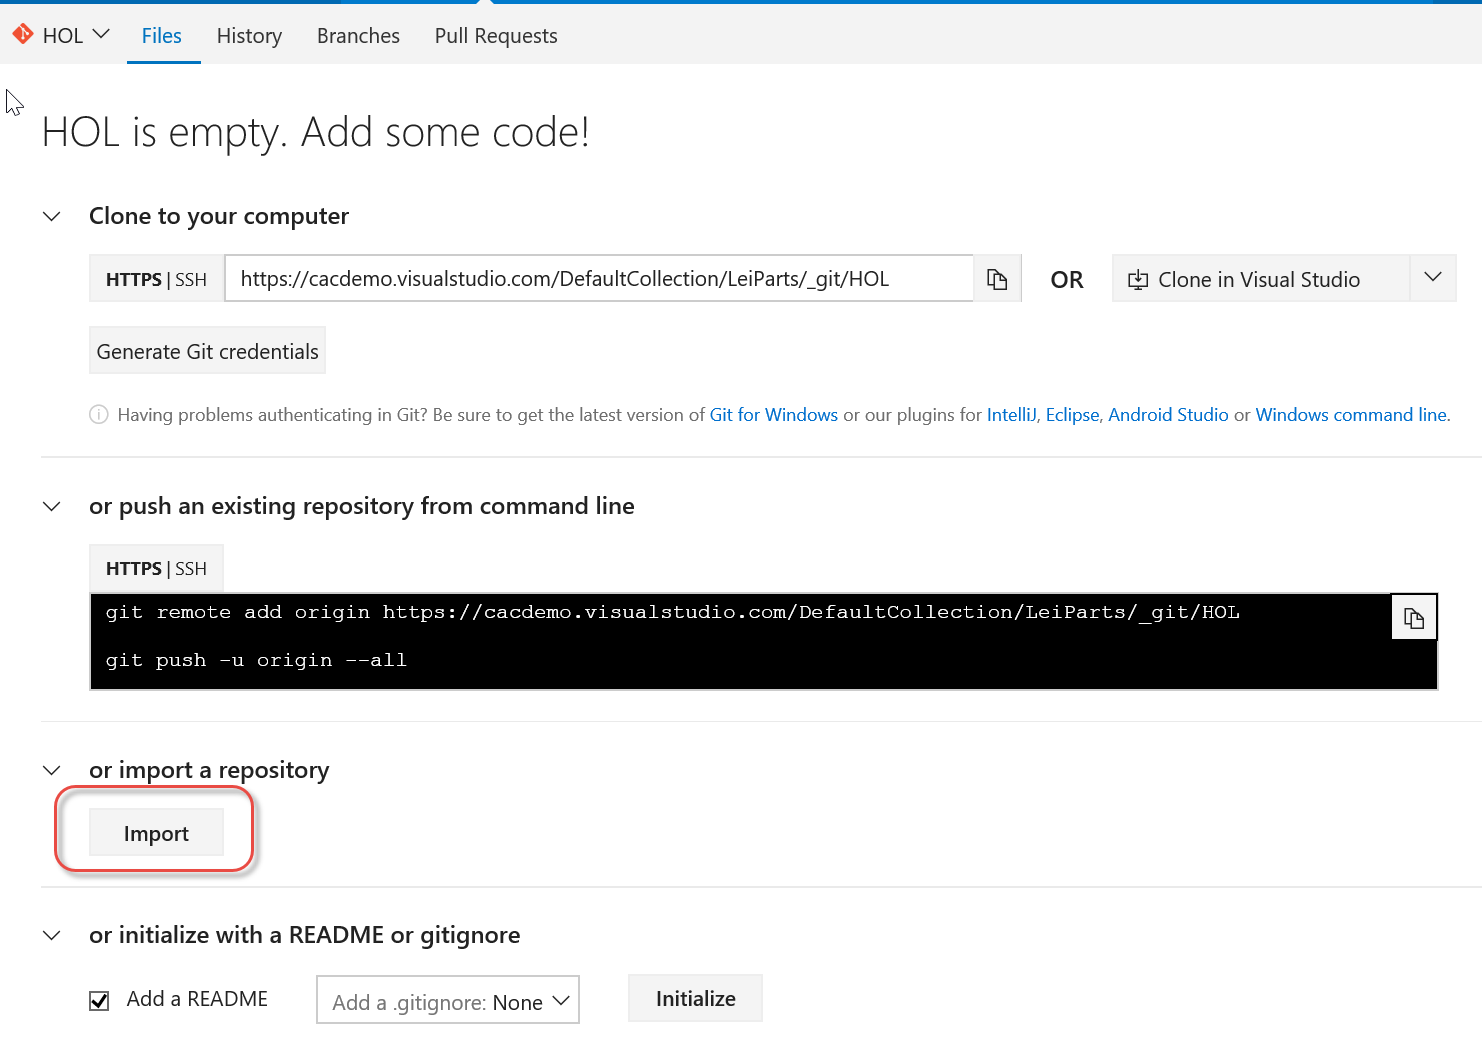 HOL Files History Branches Pull Requests
HOL is empty. Add some code!
Clone to your computer
HTTPS | SSH https://cacdemo.visualstudio.com/DefaultCollection/LeiParts/_git/HOL OR Clone in Visual Studio
Generate Git credentials
Having problems authenticating in Git? Be sure to get the latest version of Git for Windows or our plugins for IntelliJ, Eclipse, Android Studio or Windows command line.
or push an existing repository from command line
HTTPS | SSH
git remote add origin https://cacdemo.visualstudio.com/DefaultCollection/LeiParts/_git/HOL
git push -u origin --all
or import a repository
Import
or initialize with a README or gitignore
Add a README Add a .gitignore: None Initialize